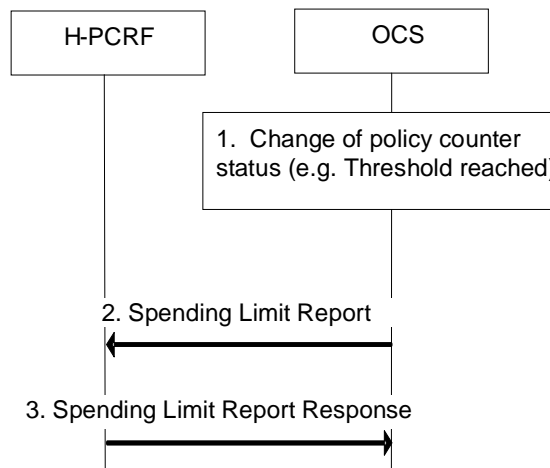 H-PCRF
OCS
1. Change of policy counter
status (e.g. Threshold reached)
2. Spending Limit Report
3. Spending Limit Report Response